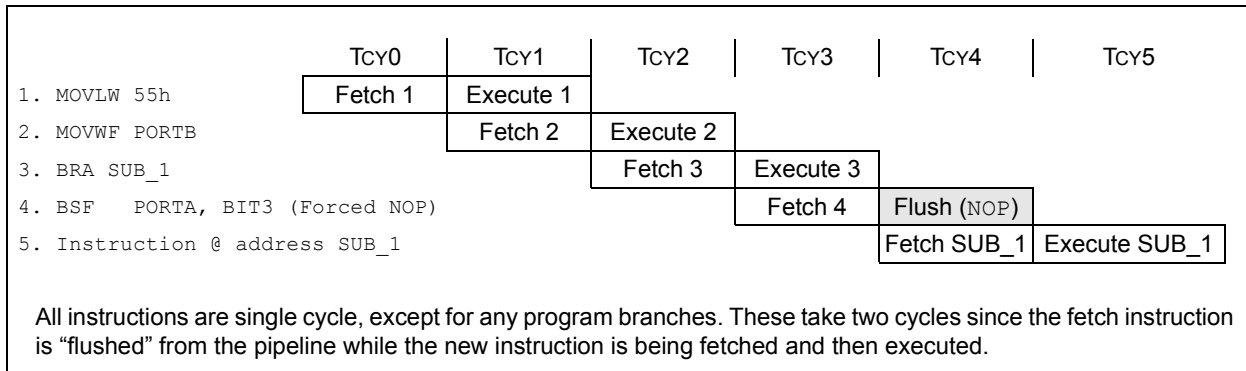 TCY0 TCY1 TCY2 TCY3 TCY4 TCY5
1. MOVLW 55h Fetch 1 Execute 1
2. MOVWF PORTB Fetch 2 Execute 2
3. BRA SUB_1 Fetch 3 Execute 3
4. BSF PORTA, BIT3 (Forced NOP) Fetch 4 Flush (NOP)
5. Instruction @ address SUB_1 Fetch SUB_1 Execute SUB_1
All instructions are single cycle, except for any program branches. These take two cycles since the fetch instruction
is “flushed” from the pipeline while the new instruction is being fetched and then executed.